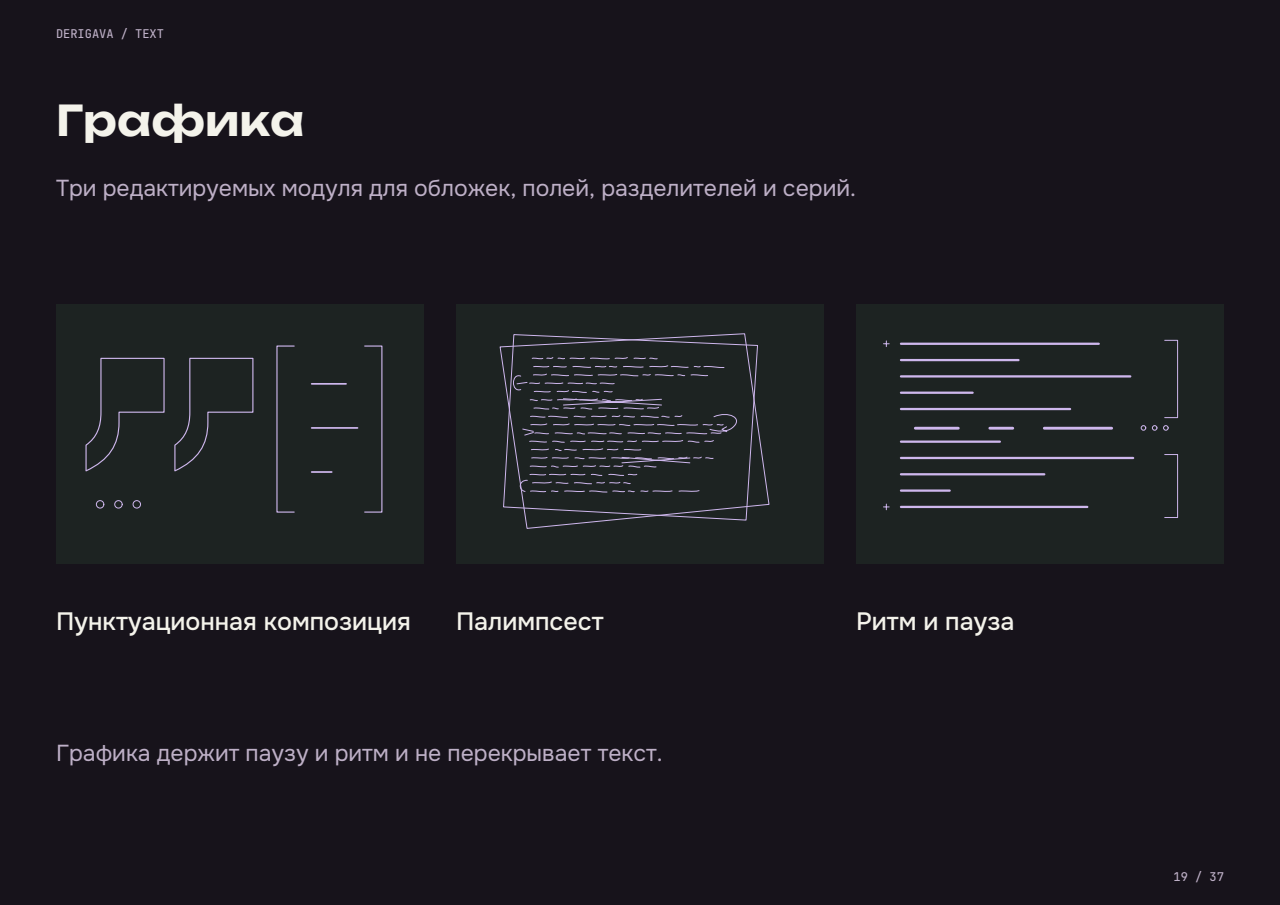 DERIGAVA / TEXT
Графика
Три редактируемых модуля для обложек, полей, разделителей и серий.
Пунктуационная композиция
Палимпсест
Ритм и пауза
Графика держит паузу и ритм и не перекрывает текст.
19 / 37